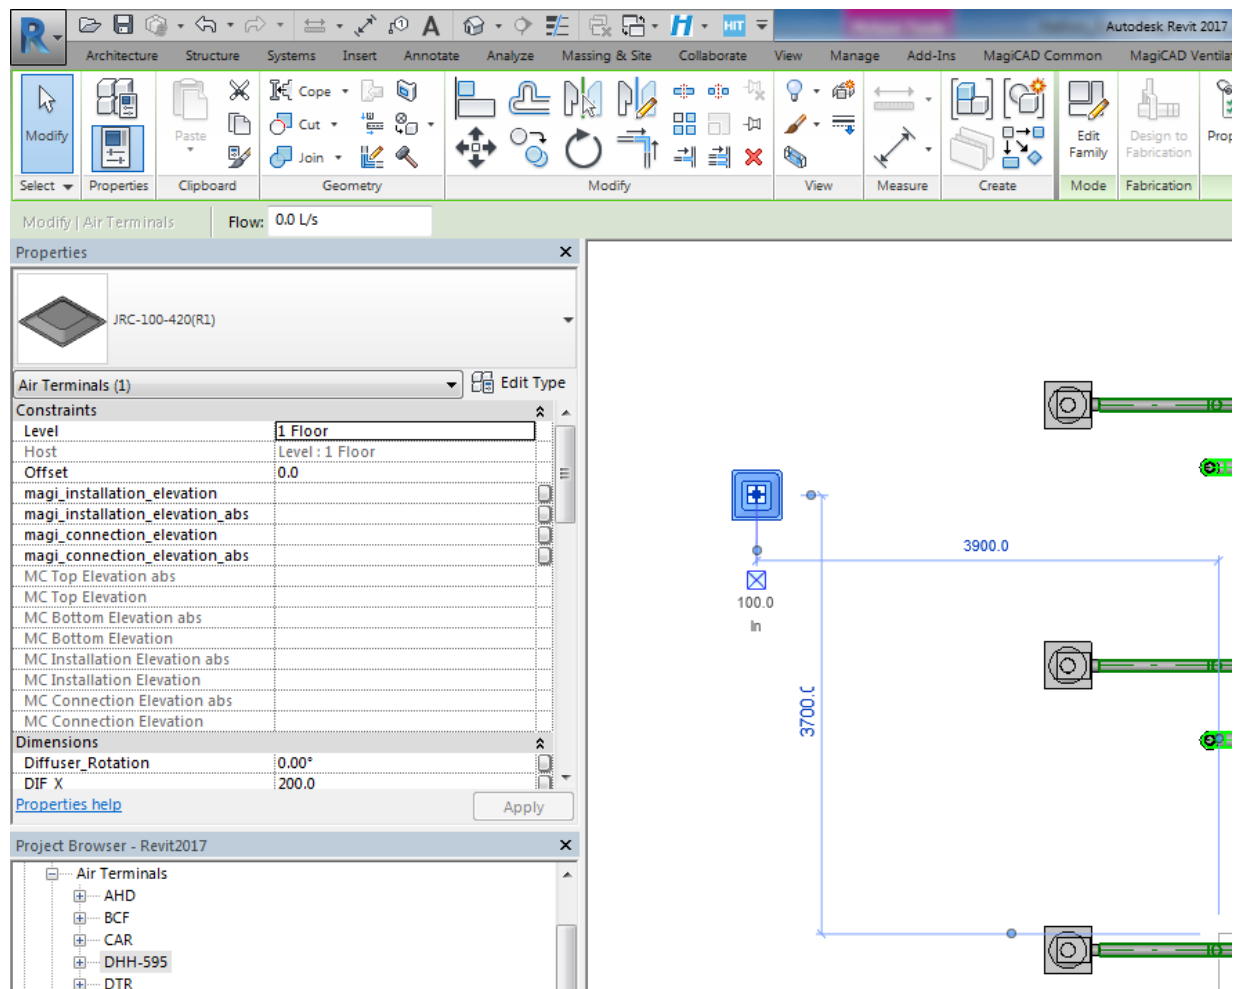 R
A
H
HIT
Autodesk Revit 2017
Architecture Structure Systems Insert Annotate Analyze Massing & Site Collaborate View Manage Add-Ins MagiCAD Common MagiCAD
Cope
Cut
Join
Modify
Paste
Edit Family
Design to Fabrication
Select Properties Clipboard Geometry Modify View Measure Create Mode Fabrication
Modify | Air Terminals Flow: 0.0 L/s
Properties
JRC-100-420(R1)
Air Terminals (1) Edit Type
Constraints
Level 1 Floor
Host Level : 1 Floor
Offset 0.0
magi_installation_elevation
magi_installation_elevation_abs
magi_connection_elevation
magi_connection_elevation_abs
MC Top Elevation abs
MC Top Elevation
MC Bottom Elevation abs
MC Bottom Elevation
MC Installation Elevation abs
MC Installation Elevation
MC Connection Elevation abs
MC Connection Elevation
Dimensions
Diffuser_Rotation 0.00°
DIF_X 200.0
Properties help Apply
Project Browser - Revit2017
Air Terminals
AHD
BCF
CAR
DHH-595
DTR
3900.0
100.0
In
3700.0